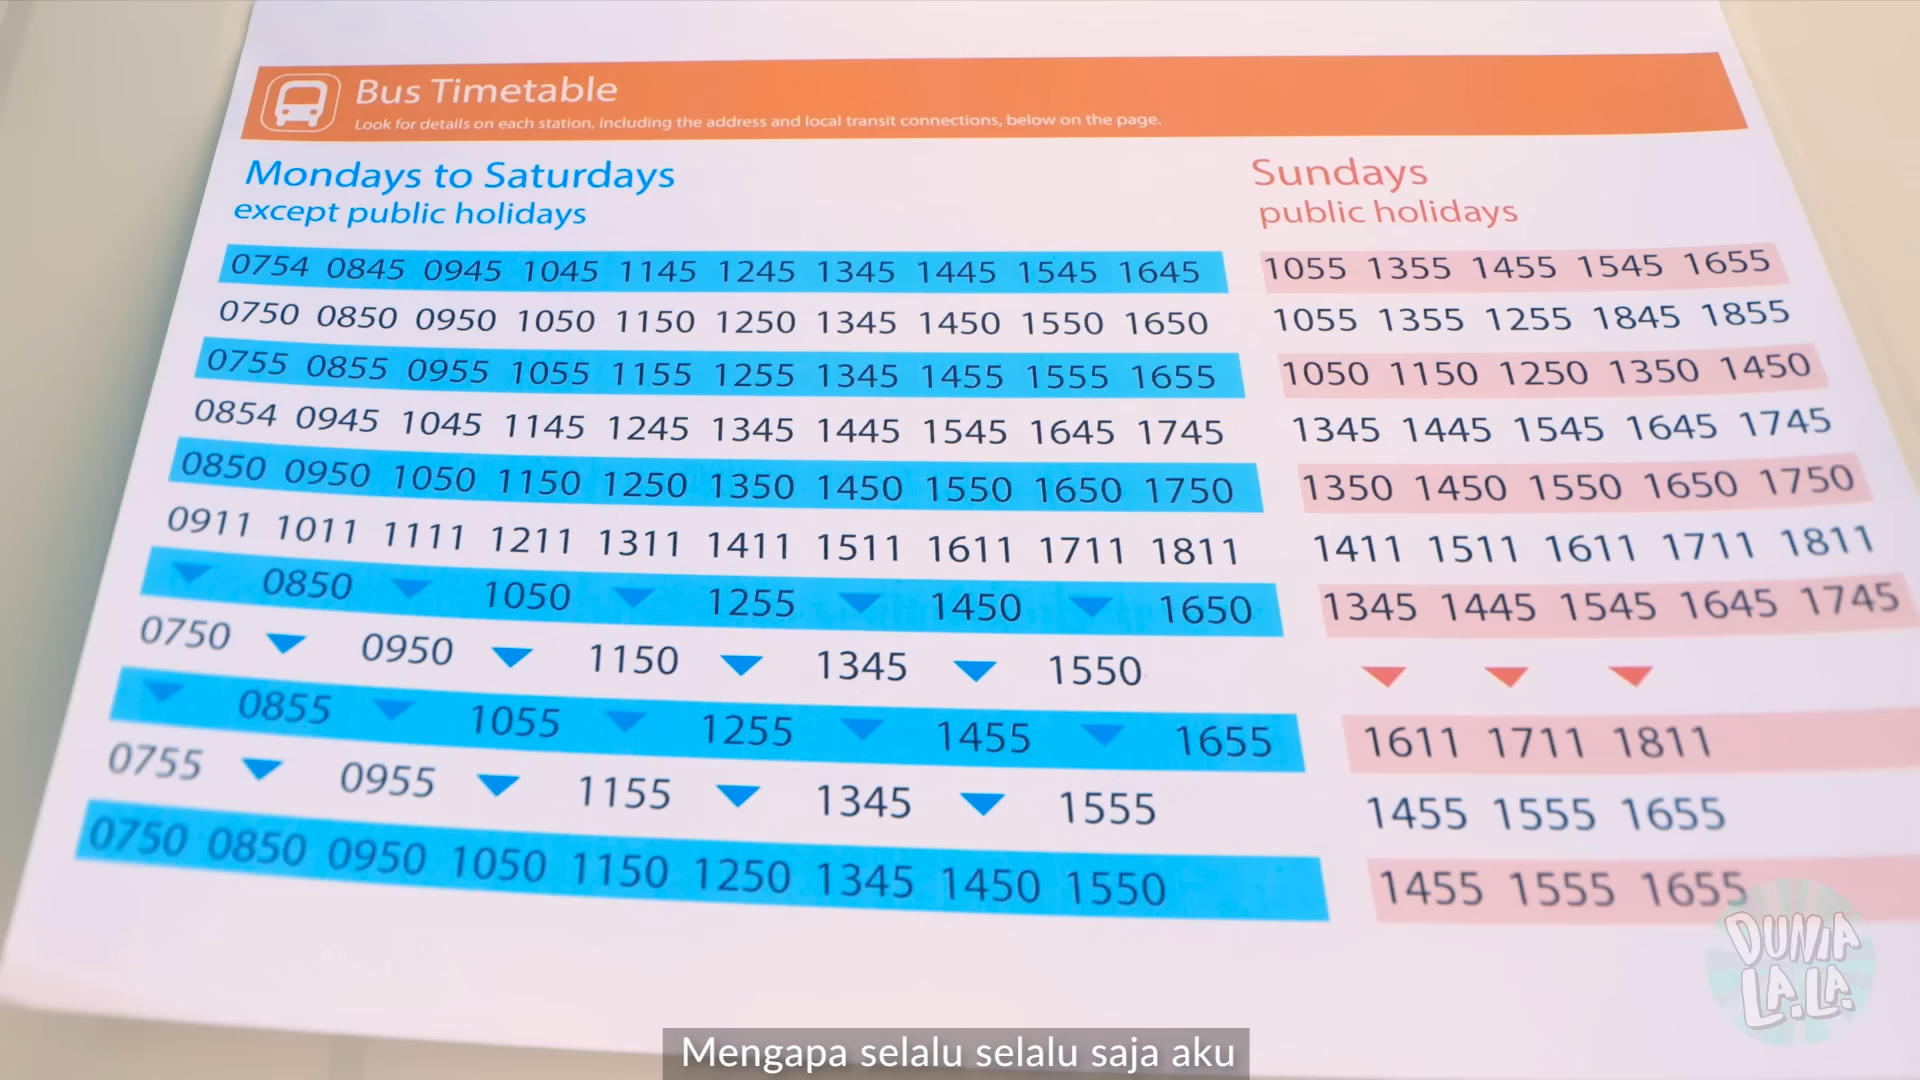 Bus Timetable
Look for details on each station, including the address and local transit connections, below on the page.
Mondays to Saturdays
except public holidays
0754 0845 0945 1045 1145 1245 1345 1445 1545 1645
0750 0850 0950 1050 1150 1250 1345 1450 1550 1650
0755 0855 0955 1055 1155 1255 1345 1455 1555 1655
0854 0945 1045 1145 1245 1345 1445 1545 1645 1745
0850 0950 1050 1150 1250 1350 1450 1550 1650 1750
0911 1011 1111 1211 1311 1411 1511 1611 1711 1811
0850 1050 1255 1450 1650
0750 0950 1150 1345 1550
0855 1055 1255 1455 1655
0755 0955 1155 1345 1555
0750 0850 0950 1050 1150 1250 1345 1450 1550
Sundays
public holidays
1055 1355 1455 1545 1655
1055 1355 1255 1845 1855
1050 1150 1250 1350 1450
1345 1445 1545 1645 1745
1350 1450 1550 1650 1750
1411 1511 1611 1711 1811
1345 1445 1545 1645 1745
1611 1711 1811
1455 1555 1655
1455 1555 1655
DUNIA
LA.LA.
Mengapa selalu selalu saja aku